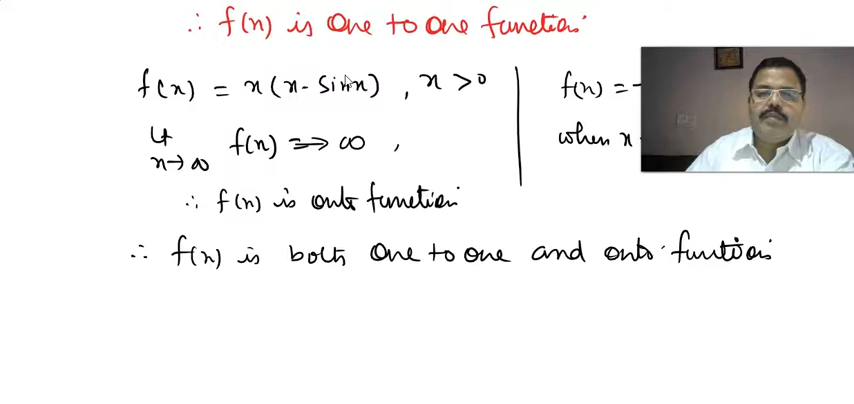 ∴ f(x) is one to one function.
f(x) = x(x - sinx) , x > 0
f(x) = -
Lt x→∞ f(x) ⇒ ∞ ,
when x
∴ f(x) is onto function.
∴ f(x) is both one to one and onto function.